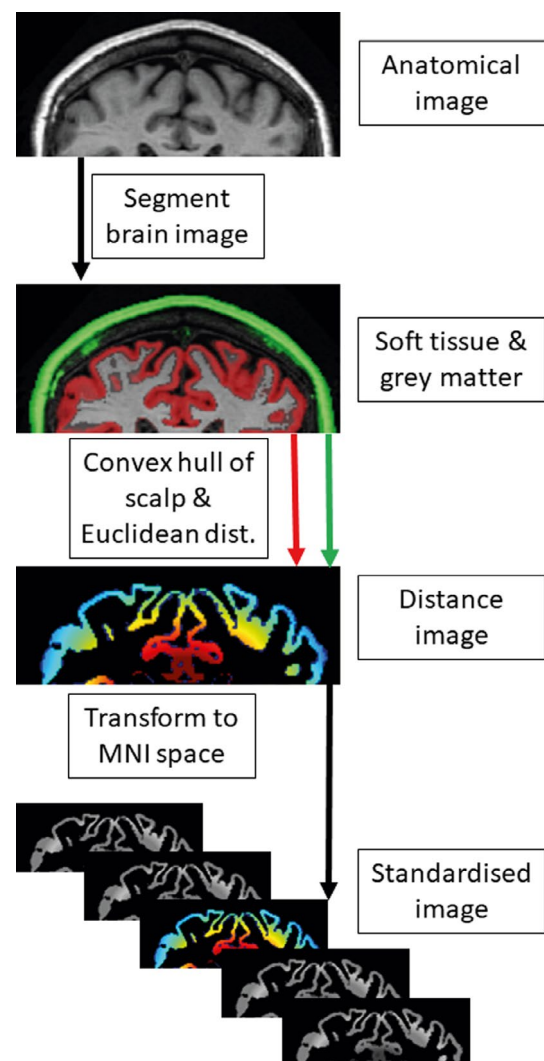 Anatomical
image
Segment
brain image
Soft tissue &
grey matter
Convex hull of
scalp &
Euclidean dist.
Distance
image
Transform to
MNI space
Standardised
image